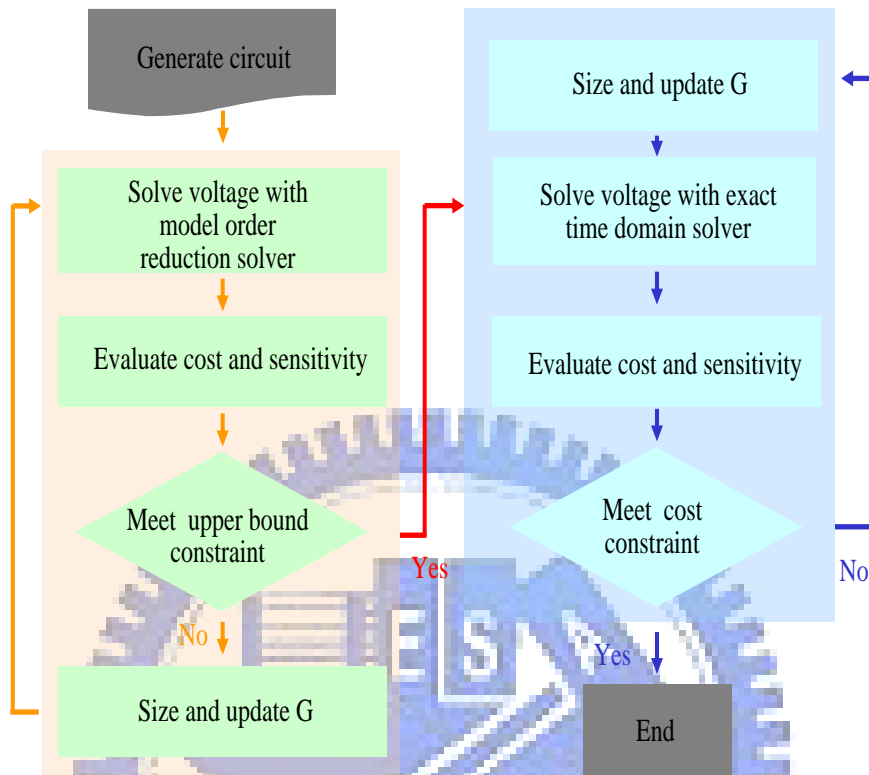 Generate circuit
Solve voltage with
model order
reduction solver
Evaluate cost and sensitivity
Meet upper bound
constraint
Yes
No
Size and update G
Size and update G
Solve voltage with exact
time domain solver
Evaluate cost and sensitivity
Meet cost
constraint
No
Yes
End